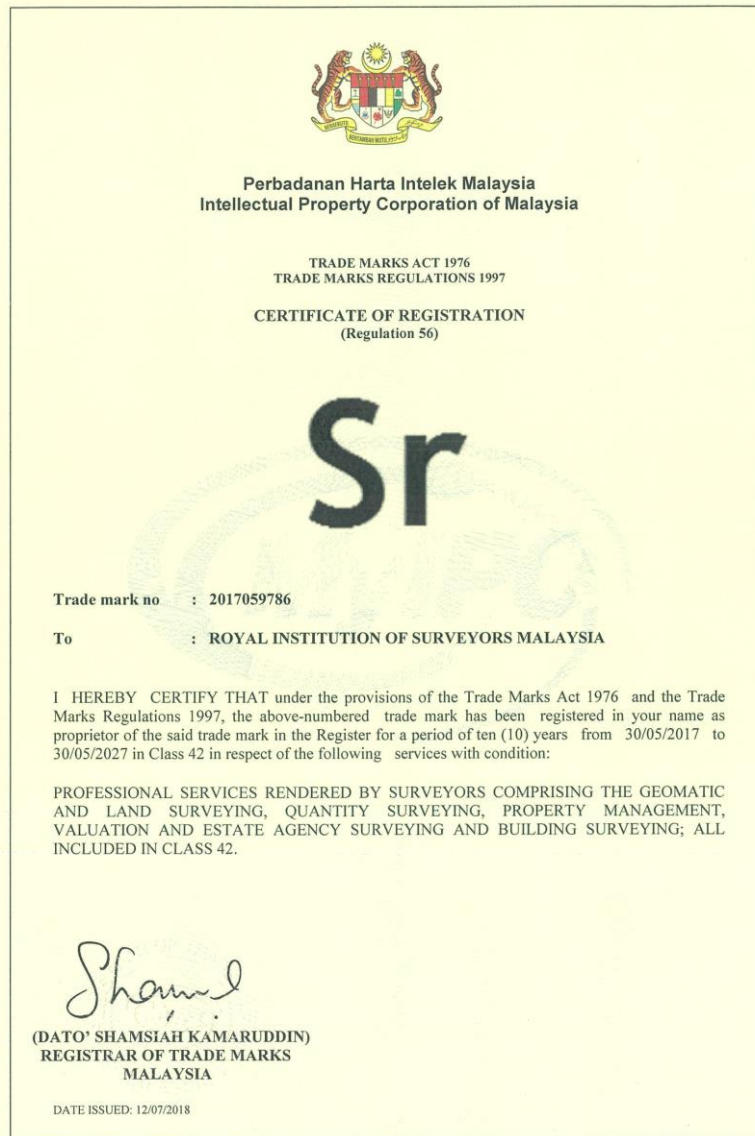 BERSEKUTU
BERTAMBAH MUTU
Perbadanan Harta Intelek Malaysia
Intellectual Property Corporation of Malaysia
TRADE MARKS ACT 1976
TRADE MARKS REGULATIONS 1997
CERTIFICATE OF REGISTRATION
(Regulation 56)
Sr
Trade mark no : 2017059786
To : ROYAL INSTITUTION OF SURVEYORS MALAYSIA
I HEREBY CERTIFY THAT under the provisions of the Trade Marks Act 1976 and the Trade
Marks Regulations 1997, the above-numbered trade mark has been registered in your name as
proprietor of the said trade mark in the Register for a period of ten (10) years from 30/05/2017 to
30/05/2027 in Class 42 in respect of the following services with condition:
PROFESSIONAL SERVICES RENDERED BY SURVEYORS COMPRISING THE GEOMATIC
AND LAND SURVEYING, QUANTITY SURVEYING, PROPERTY MANAGEMENT,
VALUATION AND ESTATE AGENCY SURVEYING AND BUILDING SURVEYING; ALL
INCLUDED IN CLASS 42.
(DATO' SHAMSIAH KAMARUDDIN)
REGISTRAR OF TRADE MARKS
MALAYSIA
DATE ISSUED: 12/07/2018